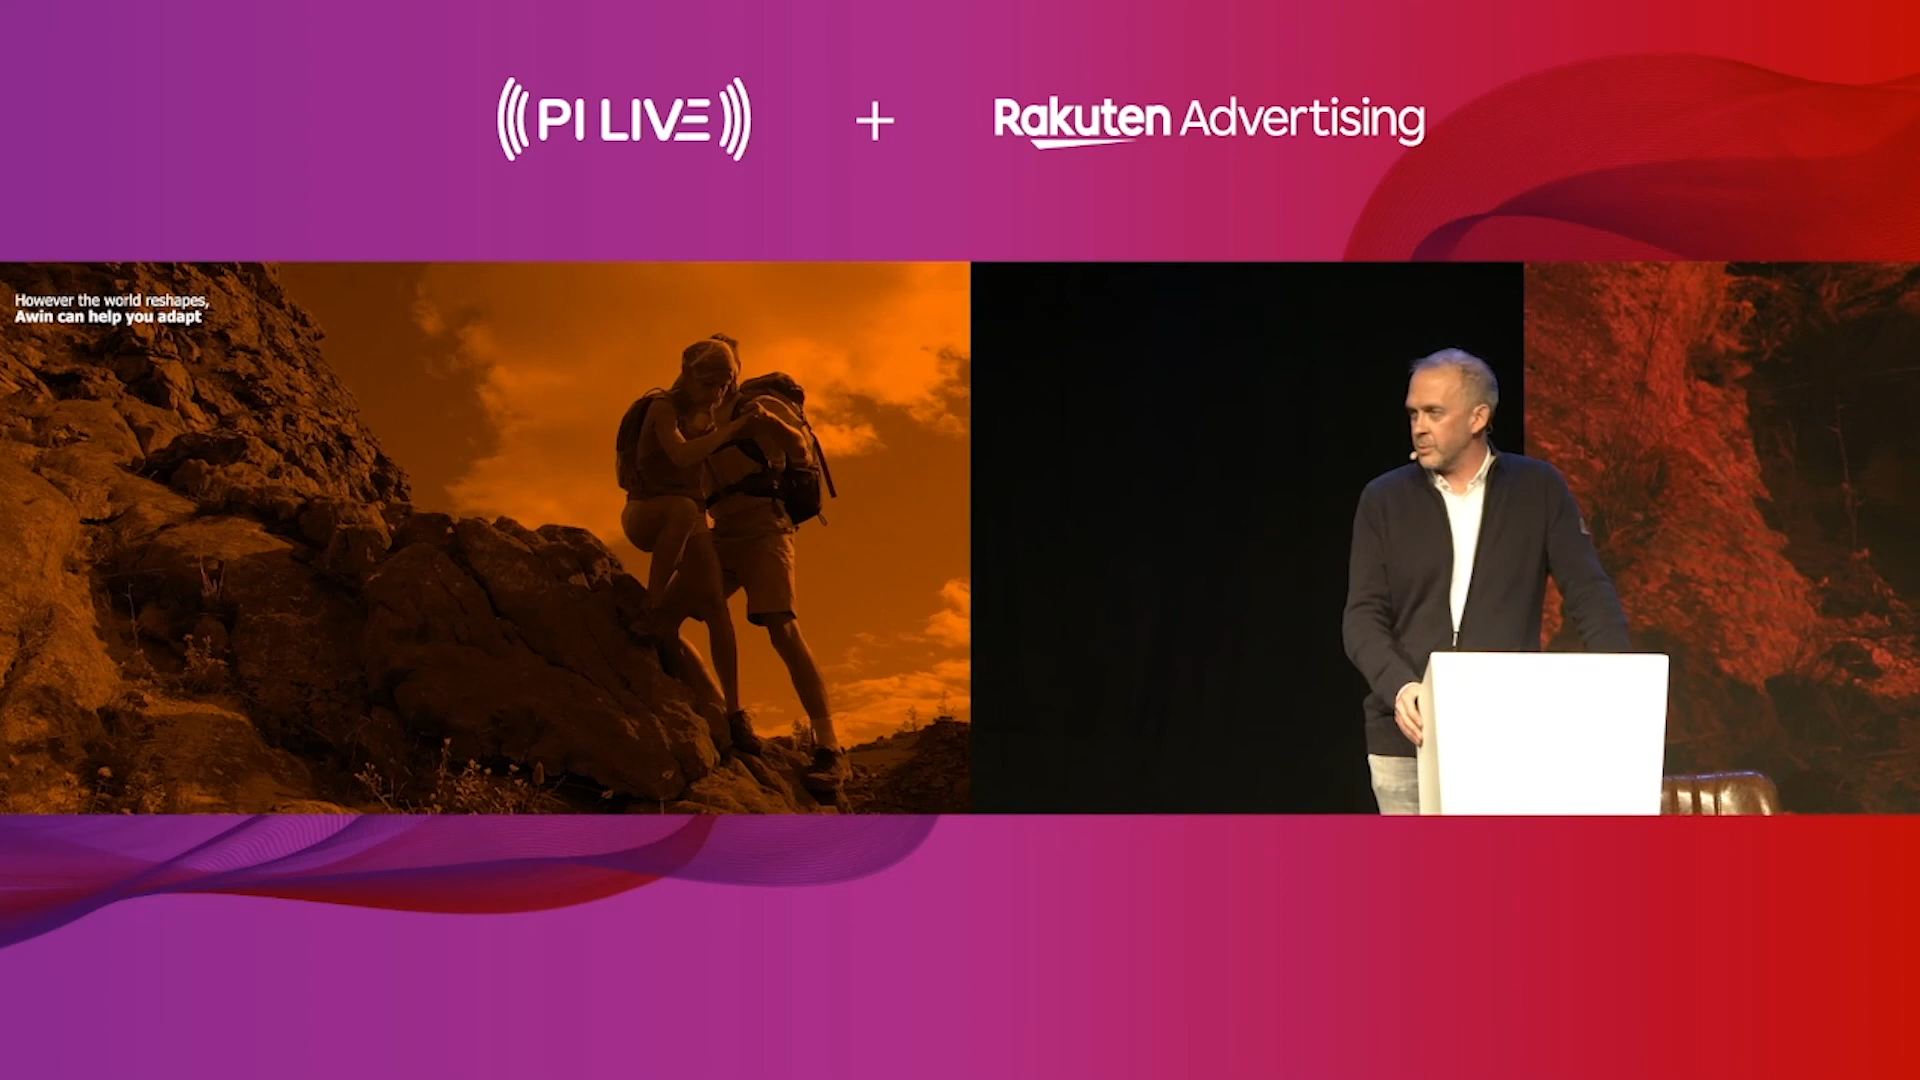 PI LIVE
+
Rakuten Advertising
However the world reshapes,
Awin can help you adapt